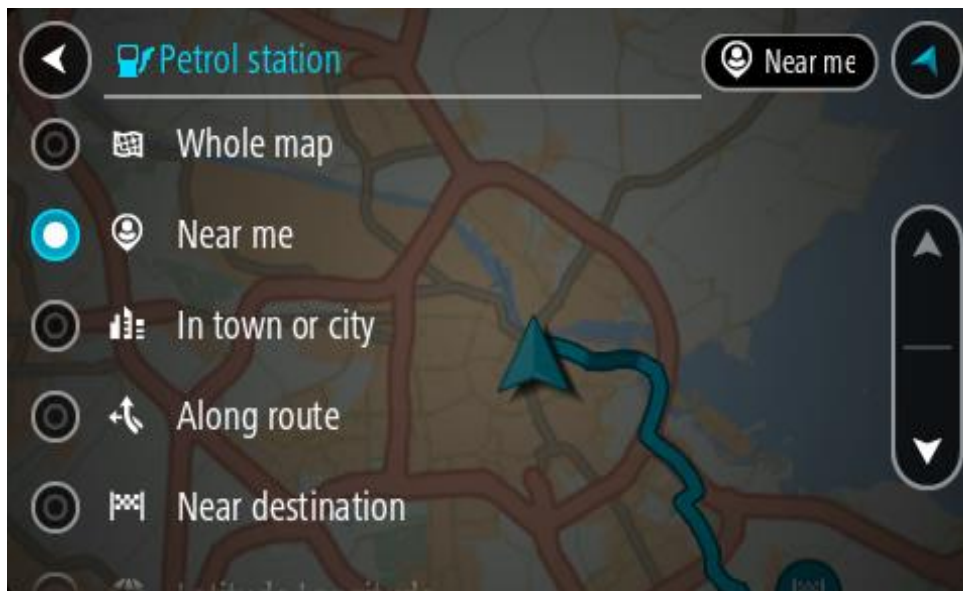 Petrol station
Near me
Whole map
Near me
In town or city
Along route
Near destination